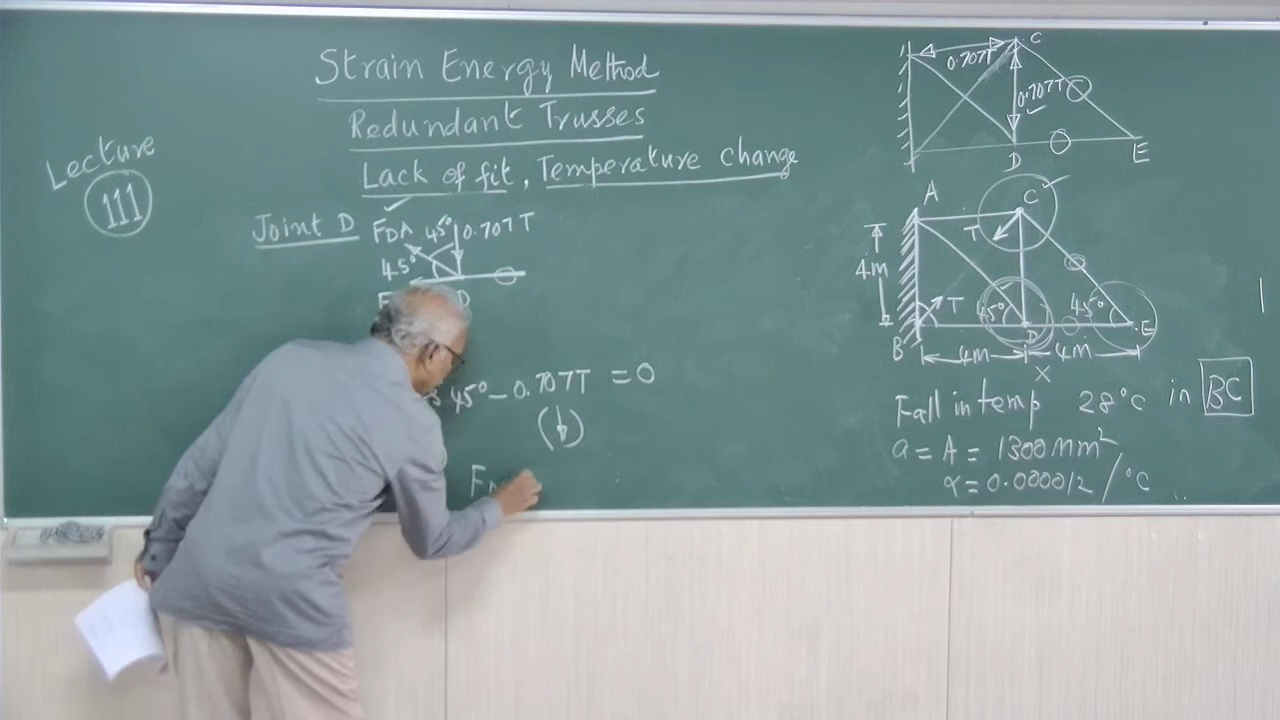 Strain Energy Method
Redundant Trusses
Lack of fit, Temperature change
Lecture
111
Joint D
FDA 45° 0.707T
45°
F
D
45° - 0.707T = 0
F
0.707T
C
0.707T
D
E
A
C
T
4m
T
45°
45°
B
D
E
4m
4m
X
Fall in temp 28°C in BC
a = A = 1300 mm²
α = 0.000012 / °C